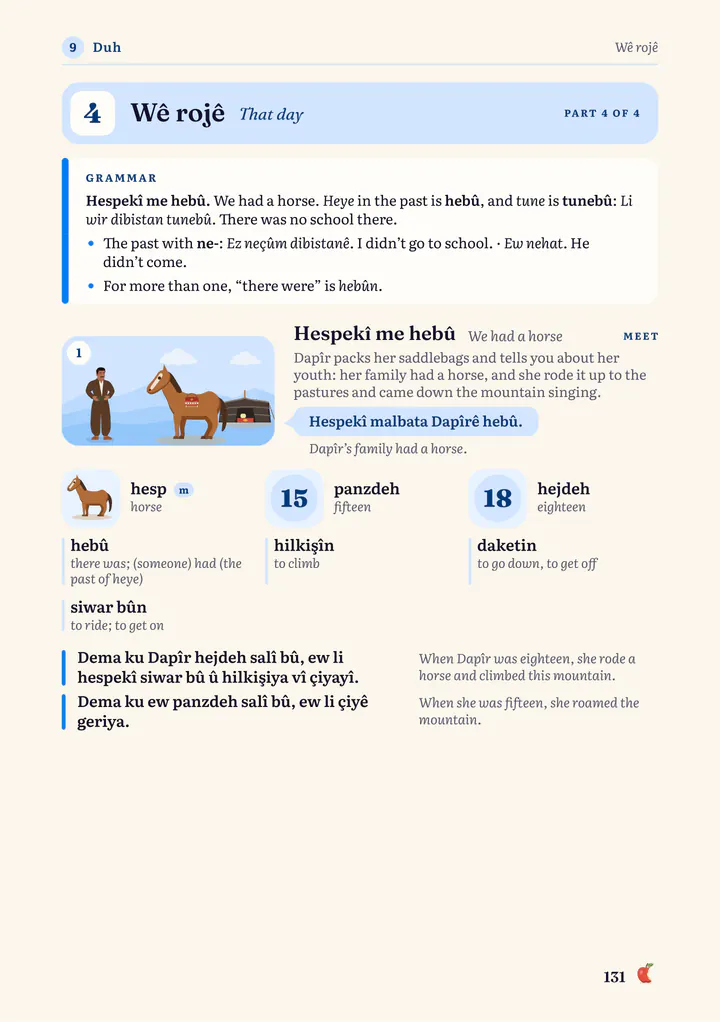 9 Duh
Wê rojê
4 Wê rojê That day PART 4 OF 4
GRAMMAR
Hespekî me hebû. We had a horse. Heye in the past is hebû, and tune is tunebû: Li
wir dibistan tunebû. There was no school there.
• The past with ne-: Ez neçûm dibistanê. I didn't go to school. · Ew nehat. He
didn't come.
• For more than one, “there were” is hebûn.
1
Hespekî me hebû We had a horse MEET
Dapîr packs her saddlebags and tells you about her
youth: her family had a horse, and she rode it up to the
pastures and came down the mountain singing.
Hespekî malbata Dapîrê hebû.
Dapîr's family had a horse.
hesp m
horse
15 panzdeh
fifteen
18 hejdeh
eighteen
hebû
there was; (someone) had (the
past of heye)
hilkişîn
to climb
daketin
to go down, to get off
siwar bûn
to ride; to get on
Dema ku Dapîr hejdeh salî bû, ew li
hespekî siwar bû û hilkişiya vî çiyayî.
When Dapîr was eighteen, she rode a
horse and climbed this mountain.
Dema ku ew panzdeh salî bû, ew li çiyê
geriya.
When she was fifteen, she roamed the
mountain.
131